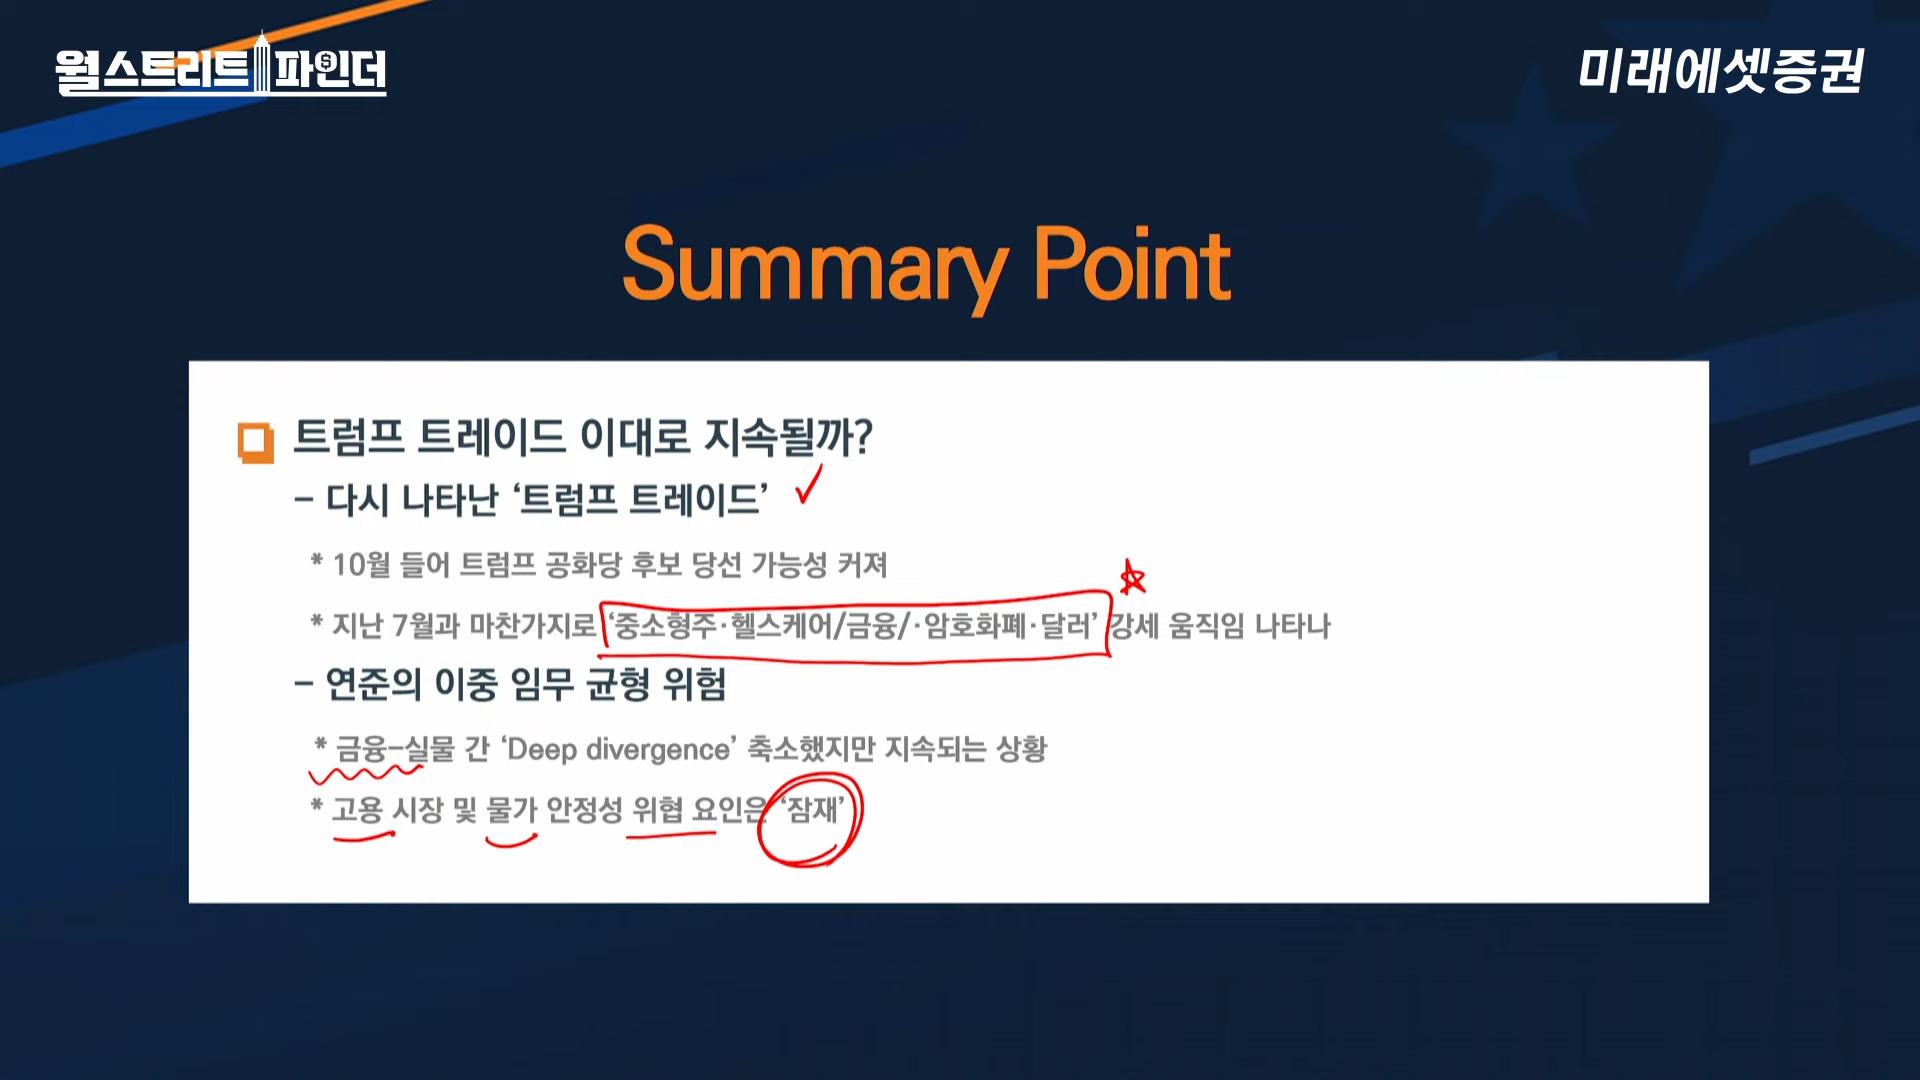 월스트리트 파인더
미래에셋증권
Summary Point
트럼프 트레이드 이대로 지속될까?
– 다시 나타난 ‘트럼프 트레이드’
* 10월 들어 트럼프 공화당 후보 당선 가능성 커져
* 지난 7월과 마찬가지로 ‘중소형주·헬스케어/금융/·암호화폐·달러’ 강세 움직임 나타나
– 연준의 이중 임무 균형 위험
* 금융–실물 간 ‘Deep divergence’ 축소했지만 지속되는 상황
* 고용 시장 및 물가 안정성 위협 요인은 ‘잠재’